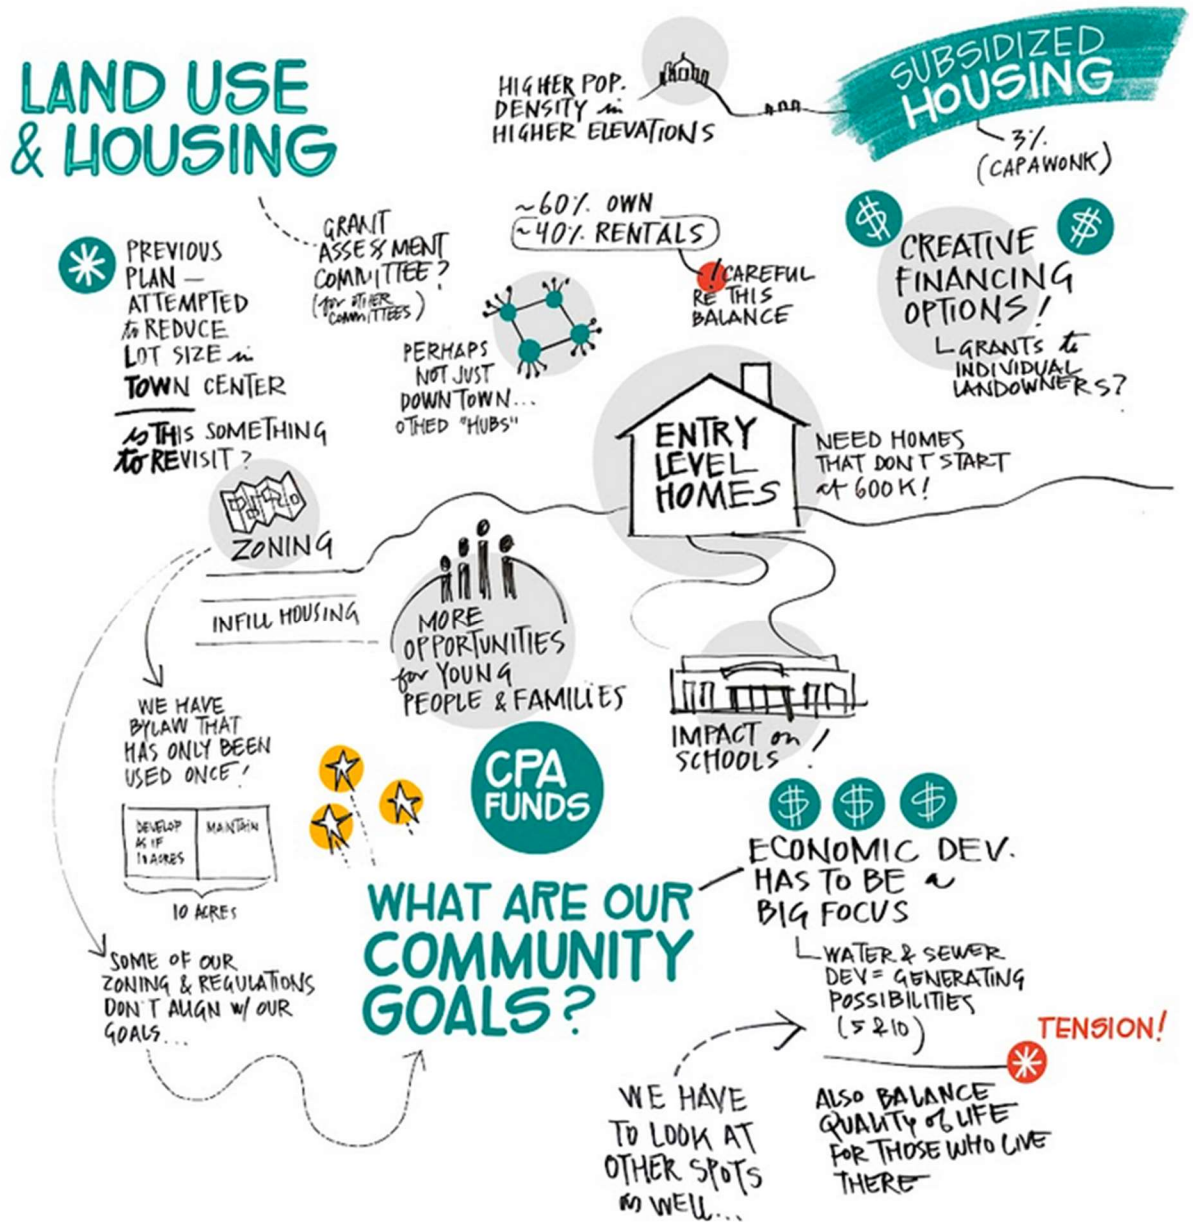 LAND USE
& HOUSING
HIGHER POP.
DENSITY in
HIGHER ELEVATIONS
SUBSIDIZED
HOUSING
3%
(CAPAWONK)
PREVIOUS
PLAN —
ATTEMPTED
to REDUCE
LOT SIZE in
TOWN CENTER
is THIS SOMETHING
to REVISIT?
GRANT
ASSESSMENT
COMMITTEE?
(for OTHER
COMMITTEES)
~60% OWN
~40% RENTALS
! CAREFUL
RE THIS
BALANCE
$
$
CREATIVE
FINANCING
OPTIONS!
GRANTS to
INDIVIDUAL
LANDOWNERS?
PERHAPS
NOT JUST
DOWNTOWN...
OTHED "HUBS"
ENTRY
LEVEL
HOMES
NEED HOMES
THAT DON'T START
at 600K!
ZONING
INFILL HOUSING
MORE
OPPORTUNITIES
for YOUNG
PEOPLE & FAMILIES
IMPACT on
SCHOOLS!
WE HAVE
BYLAW THAT
HAS ONLY BEEN
USED ONCE!
DEVELOP
AS IF
10 ACRES
MAINTAIN
10 ACRES
SOME OF OUR
ZONING & REGULATIONS
DON'T ALIGN w/ OUR
GOALS...
CPA
FUNDS
WHAT ARE OUR
COMMUNITY
GOALS?
$ $ $
ECONOMIC DEV.
HAS TO BE a
BIG FOCUS
WATER & SEWER
DEV = GENERATING
POSSIBILITIES
(5 & 10)
TENSION!
WE HAVE
TO LOOK AT
OTHER SPOTS
as WELL...
ALSO BALANCE
QUALITY of LIFE
FOR THOSE WHO LIVE
THERE